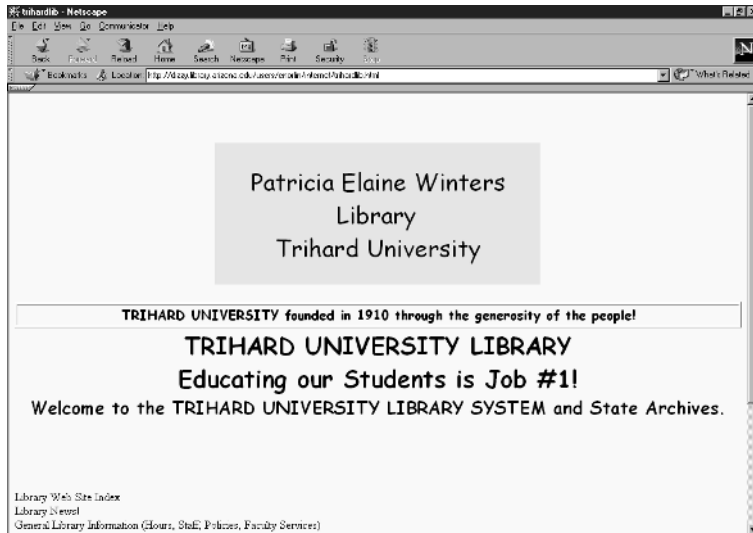 trihardlib - Netscape
File Edit View Go Communicator Help
Back Forward Reload Home Search Netscape Print Security Stop
Bookmarks Location: What's Related
Patricia Elaine Winters
Library
Trihard University
TRIHARD UNIVERSITY founded in 1910 through the generosity of the people!
TRIHARD UNIVERSITY LIBRARY
Educating our Students is Job #1!
Welcome to the TRIHARD UNIVERSITY LIBRARY SYSTEM and State Archives.
Library Web Site Index
Library News!
General Library Information (Hours, Staff, Policies, Faculty Services)